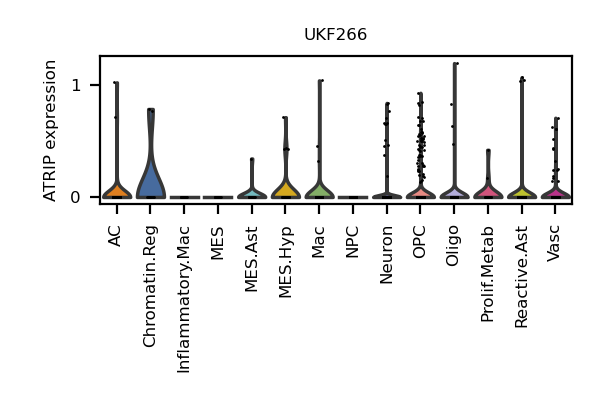 UKF266
ATRIP expression
1
0
AC
Chromatin.Reg
Inflammatory.Mac
MES
MES.Ast
MES.Hyp
Mac
NPC
Neuron
OPC
Oligo
Prolif.Metab
Reactive.Ast
Vasc